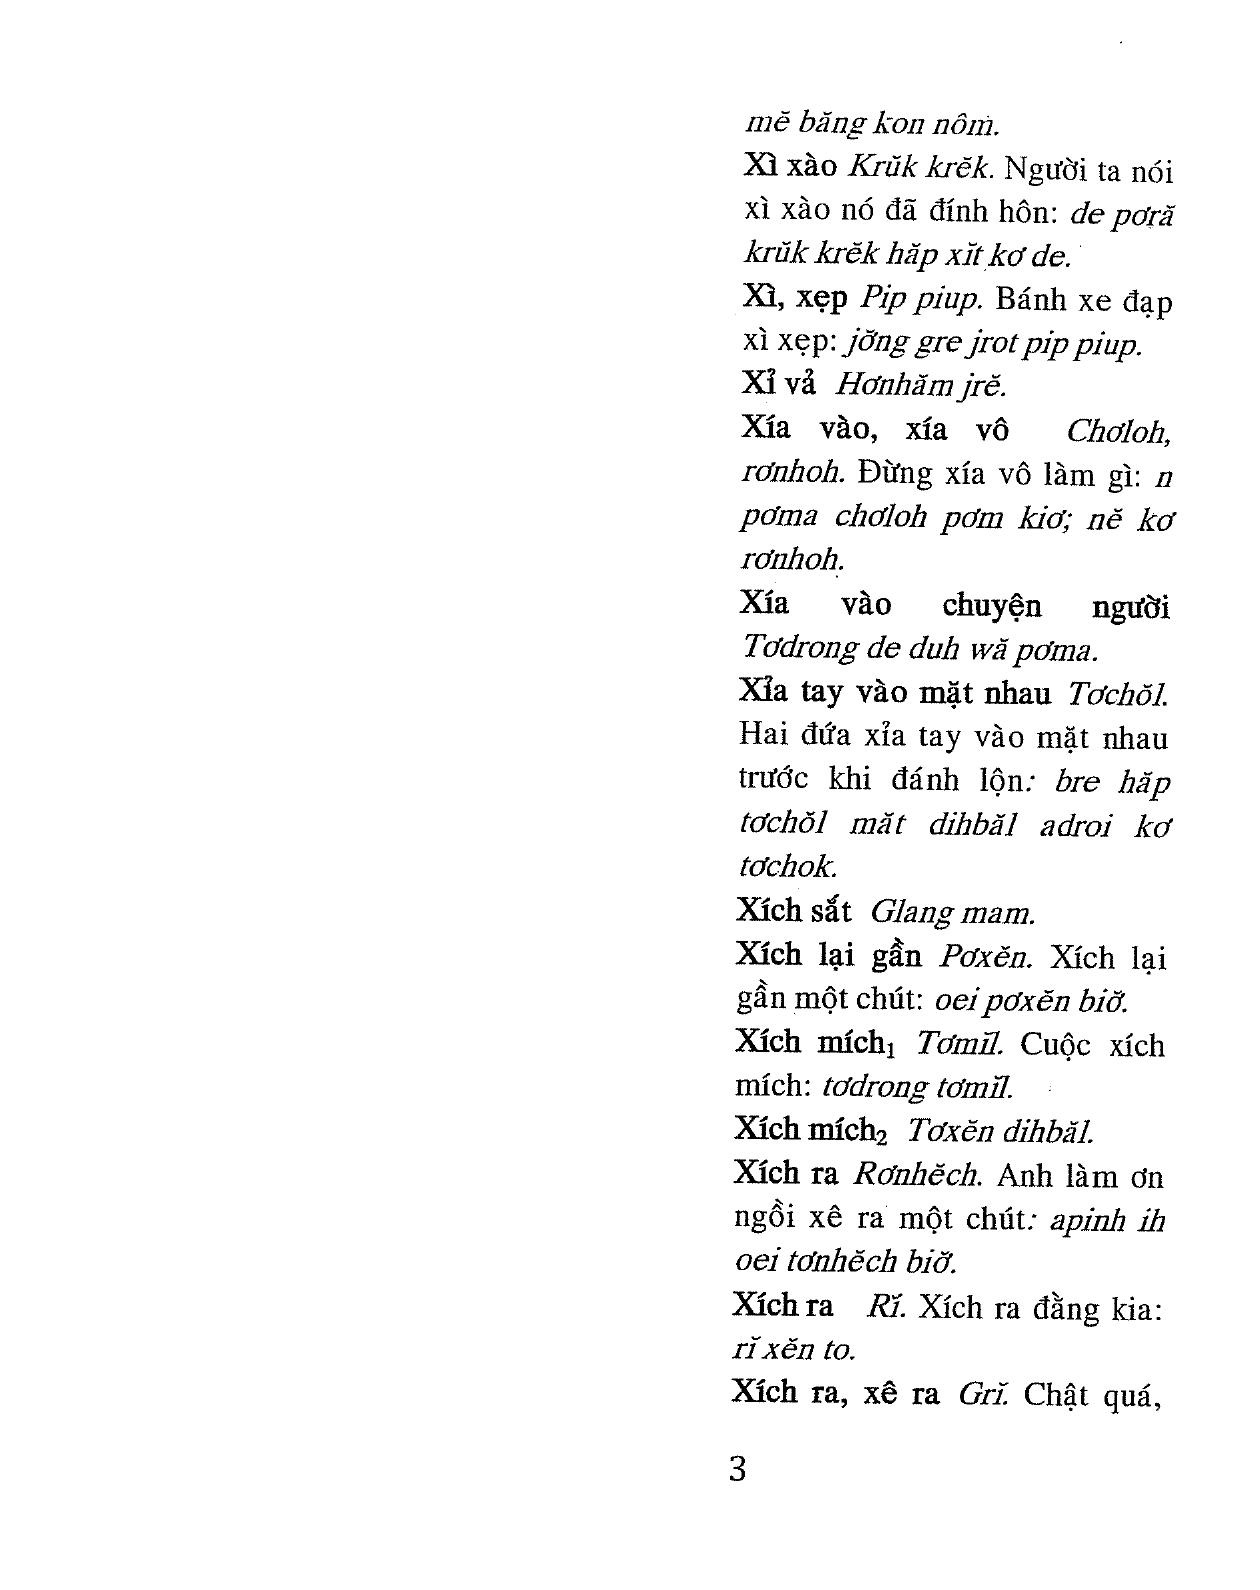 mĕ băng kon nôm.
Xì xào Krŭk krĕk. Người ta nói
xì xào nó đã đính hôn: de pơră
krŭk krĕk hăp xĭt kơ de.
Xì, xẹp Pip piup. Bánh xe đạp
xì xẹp: jơ̆ng gre jrot pip piup.
Xỉ vả Hơnhăm jrĕ.
Xía vào, xía vô Chơloh,
rơnhoh. Đừng xía vô làm gì: n
pơma chơloh pơm kiơ; nĕ kơ
rơnhoh.
Xía vào chuyện người
Tơdrong de duh wă pơma.
Xỉa tay vào mặt nhau Tơchŏl.
Hai đứa xỉa tay vào mặt nhau
trước khi đánh lộn: bre hăp
tơchŏl măt dihbăl adroi kơ
tơchok.
Xích sắt Glang mam.
Xích lại gần Pơxĕn. Xích lại
gần một chút: oei pơxĕn biơ̆.
Xích mích₁ Tơmĭl. Cuộc xích
mích: tơdrong tơmĭl.
Xích mích₂ Tơxĕn dihbăl.
Xích ra Rơnhĕch. Anh làm ơn
ngồi xê ra một chút: apinh ih
oei tơnhĕch biơ̆.
Xích ra Rĭ. Xích ra đằng kia:
rĭ xĕn to.
Xích ra, xê ra Grĭ. Chật quá,
3